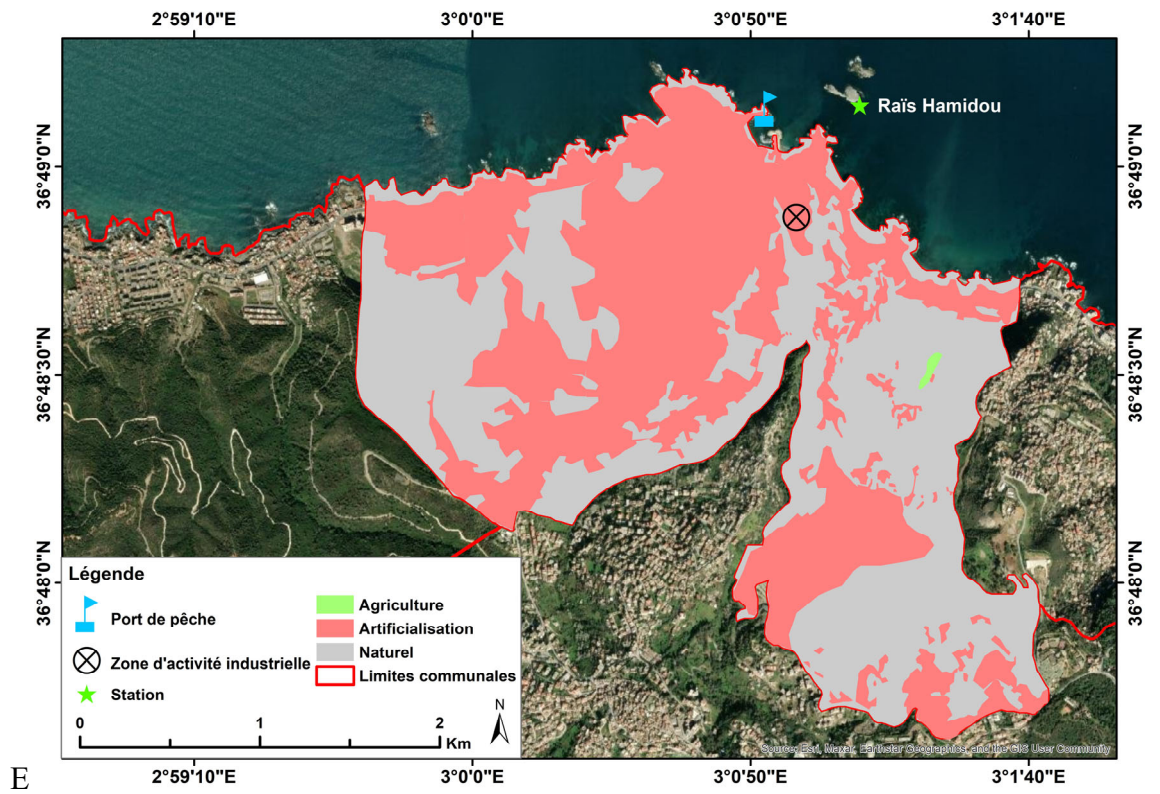 2°59'10"E 3°0'0"E 3°0'50"E 3°1'40"E
Raïs Hamidou
36°49'0"N 36°49'0"N
36°48'30"N 36°48'30"N
36°48'0"N 36°48'0"N
Légende
Port de pêche
Zone d'activité industrielle
Station
Agriculture
Artificialisation
Naturel
Limites communales
0 1 2
Km
N
Source: Esri, Maxar, Earthstar Geographics, and the GIS User Community
2°59'10"E 3°0'0"E 3°0'50"E 3°1'40"E
E